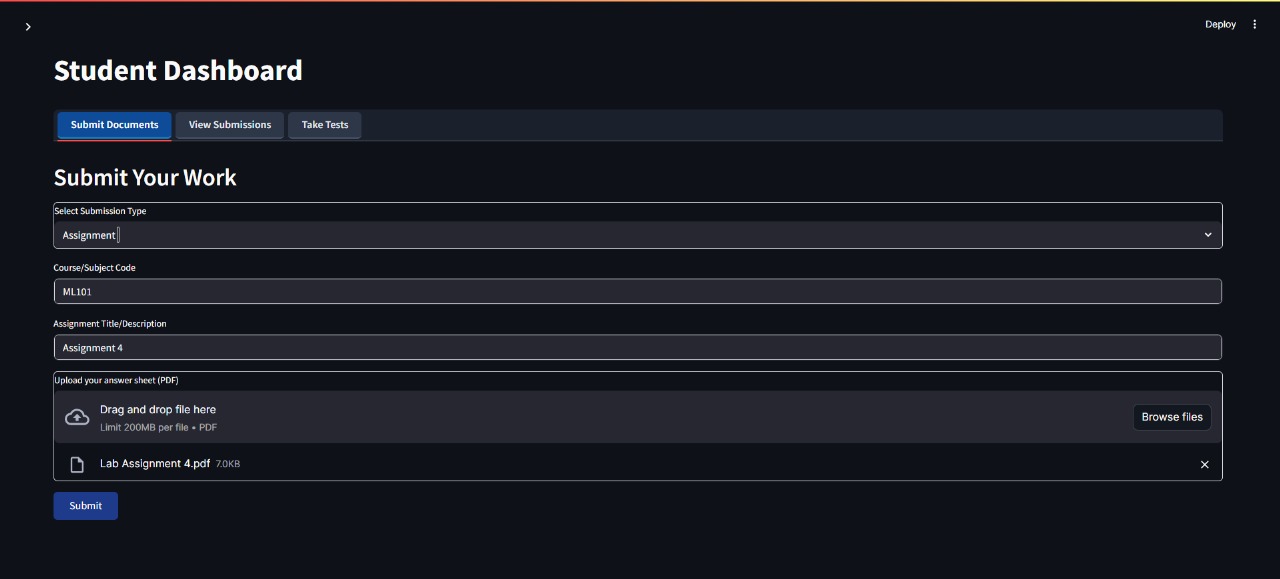 Deploy
Student Dashboard
Submit Documents View Submissions Take Tests
Submit Your Work
Select Submission Type
Assignment
Course/Subject Code
ML101
Assignment Title/Description
Assignment 4
Upload your answer sheet (PDF)
Drag and drop file here
Limit 200MB per file • PDF
Browse files
Lab Assignment 4.pdf 7.0KB
Submit